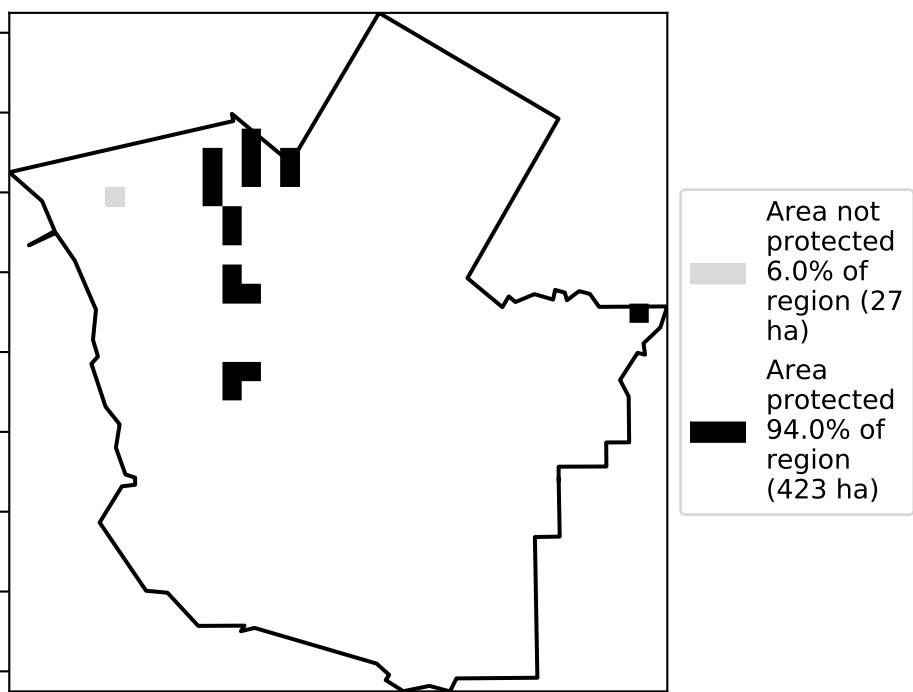 Area not
protected
6.0% of
region (27
ha)
Area
protected
94.0% of
region
(423 ha)